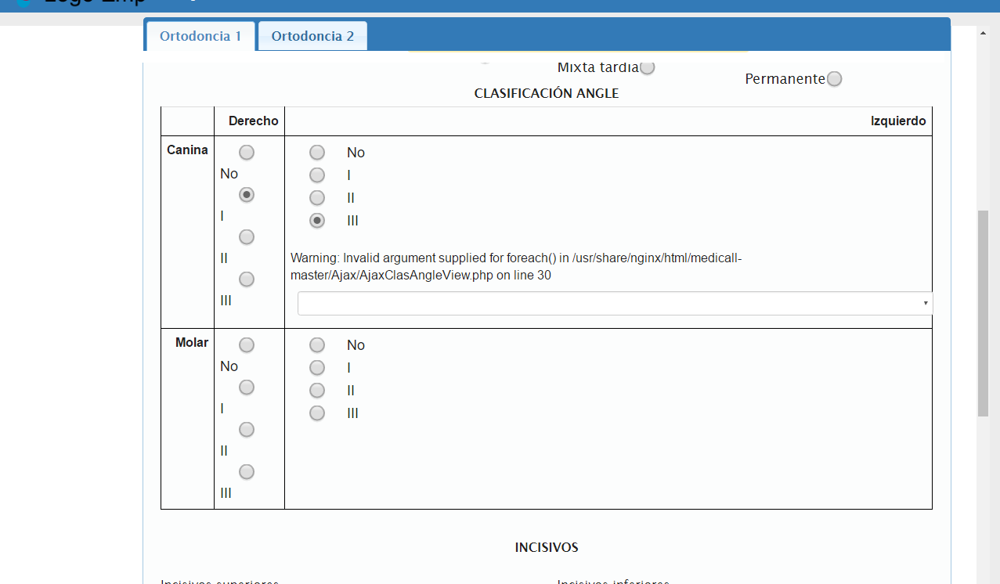 Ortodoncia 1
Ortodoncia 2
Mixta tardia
Permanente
CLASIFICACIÓN ANGLE
Derecho
Izquierdo
Canina
No
I
II
III
No
I
II
III
Warning: Invalid argument supplied for foreach() in /usr/share/nginx/html/medicall-
master/Ajax/AjaxClasAngleView.php on line 30
Molar
No
I
II
III
No
I
II
III
INCISIVOS
Incisivos superiores
Incisivos inferiores